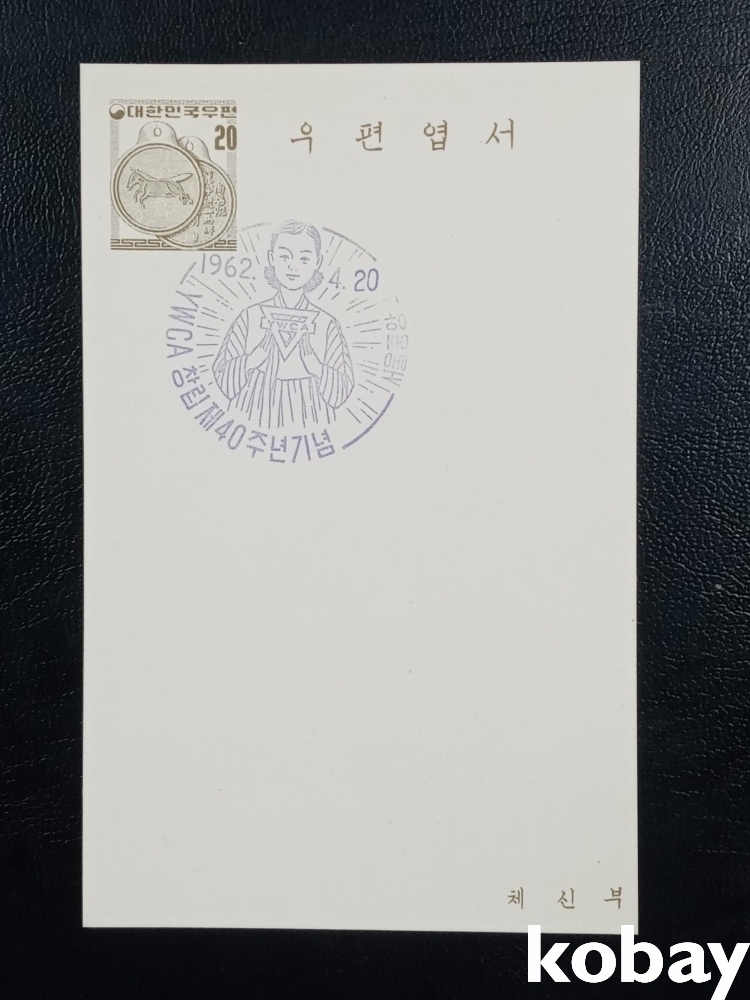 대한민국우편
20
우편엽서
1962. 4. 20
YWCA
YWCA 창립제40주년기념
체신부
kobay